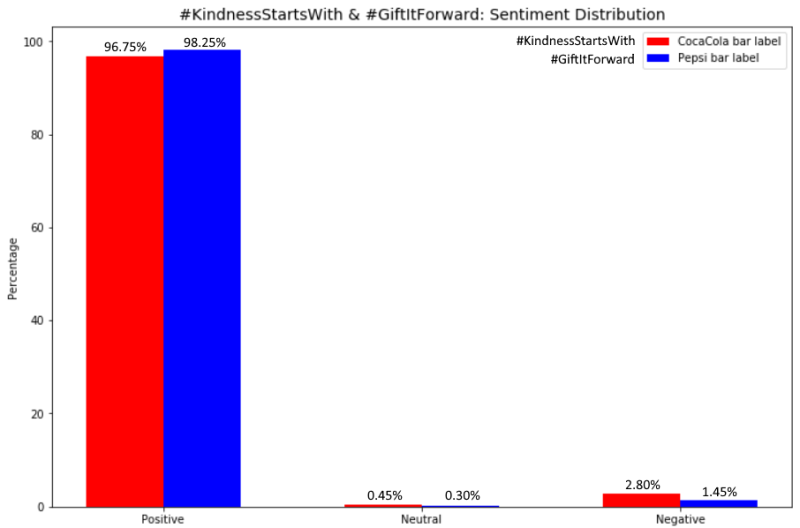 #KindnessStartsWith & #GiftItForward: Sentiment Distribution
#KindnessStartsWith CocaCola bar label
#GiftItForward Pepsi bar label
96.75% 98.25%
0.45% 0.30%
2.80% 1.45%
Percentage
100
80
60
40
20
0
Positive Neutral Negative